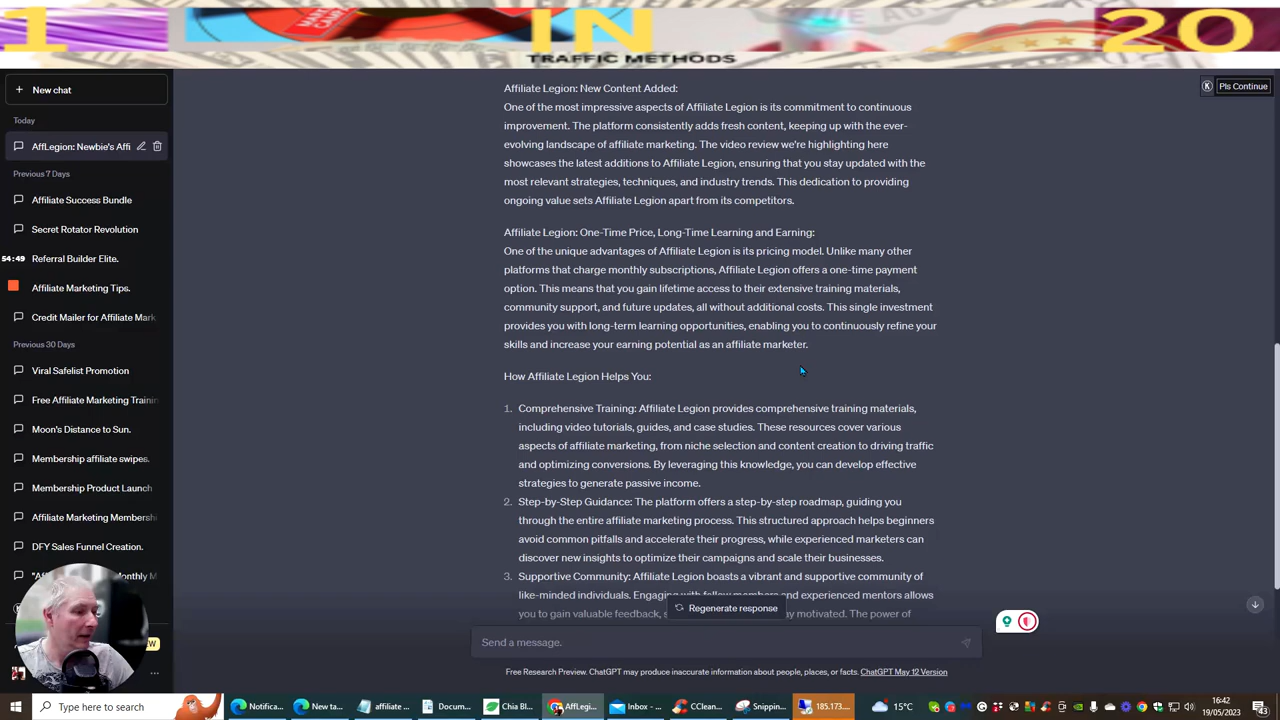 1 IN 20
TRAFFIC METHODS
New chat
Pls Continue
Today
AffLegion: Newbie's Affi
Previous 7 Days
Affiliate Success Bundle
Secret Rotator Revolution
54:49
Referral Builder Elite.
Affiliate Marketing Tips.
Credit Mailer for Affiliate Mark
Previous 30 Days
Viral Safelist Promotion
Free Affiliate Marketing Trainin
Moon's Distance to Sun.
Membership affiliate swipes.
Membership Product Launch
Affiliate Marketing Membershi
DFY Sales Funnel Creation.
Affiliate Legion: New Content Added:
One of the most impressive aspects of Affiliate Legion is its commitment to continuous
improvement. The platform consistently adds fresh content, keeping up with the ever-
evolving landscape of affiliate marketing. The video review we're highlighting here
showcases the latest additions to Affiliate Legion, ensuring that you stay updated with the
most relevant strategies, techniques, and industry trends. This dedication to providing
ongoing value sets Affiliate Legion apart from its competitors.
Affiliate Legion: One-Time Price, Long-Time Learning and Earning:
One of the unique advantages of Affiliate Legion is its pricing model. Unlike many other
platforms that charge monthly subscriptions, Affiliate Legion offers a one-time payment
option. This means that you gain lifetime access to their extensive training materials,
community support, and future updates, all without additional costs. This single investment
provides you with long-term learning opportunities, enabling you to continuously refine your
skills and increase your earning potential as an affiliate marketer.
How Affiliate Legion Helps You:
1. Comprehensive Training: Affiliate Legion provides comprehensive training materials,
including video tutorials, guides, and case studies. These resources cover various
aspects of affiliate marketing, from niche selection and content creation to driving traffic
and optimizing conversions. By leveraging this knowledge, you can develop effective
strategies to generate passive income.
2. Step-by-Step Guidance: The platform offers a step-by-step roadmap, guiding you
through the entire affiliate marketing process. This structured approach helps beginners
avoid common pitfalls and accelerate their progress, while experienced marketers can
discover new insights to optimize their campaigns and scale their businesses.
3. Supportive Community: Affiliate Legion boasts a vibrant and supportive community of
like-minded individuals. Engaging with fellow members and experienced mentors allows
you to gain valuable feedback, s
ay motivated. The power of
Regenerate response
Send a message.
Free Research Preview. ChatGPT may produce inaccurate information about people, places, or facts. ChatGPT May 12 Version
Type here to search
Notifica...
New ta...
affiliate ...
Docum...
Chia Bl...
AffLegi...
Inbox - ...
CClean...
Snippin...
185.173....
15°C
16:42
19/05/2023